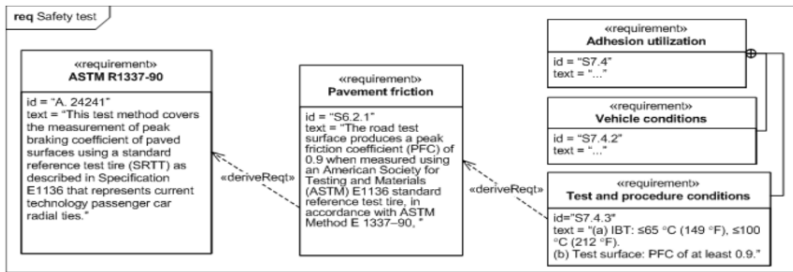 req Safety test
«requirement»
ASTM R1337-90
id = "A. 24241"
text = "This test method covers
the measurement of peak
braking coefficient of paved
surfaces using a standard
reference test tire (SRTT) as
described in Specification
E1136 that represents current
technology passenger car
radial ties."
«deriveReqt»
«requirement»
Pavement friction
id = "S6.2.1"
text = "The road test
surface produces a peak
friction coefficient (PFC) of
0.9 when measured using
an American Society for
Testing and Materials
(ASTM) E1136 standard
reference test tire, in
accordance with ASTM
Method E 1337–90, "
«deriveReqt»
«requirement»
Adhesion utilization
id = "S7.4"
text = "..."
«requirement»
Vehicle conditions
id = "S7.4.2"
text = "..."
«requirement»
Test and procedure conditions
id="S7.4.3"
text = "(a) IBT: ≤65 °C (149 °F), ≤100
°C (212 °F).
(b) Test surface: PFC of at least 0.9."